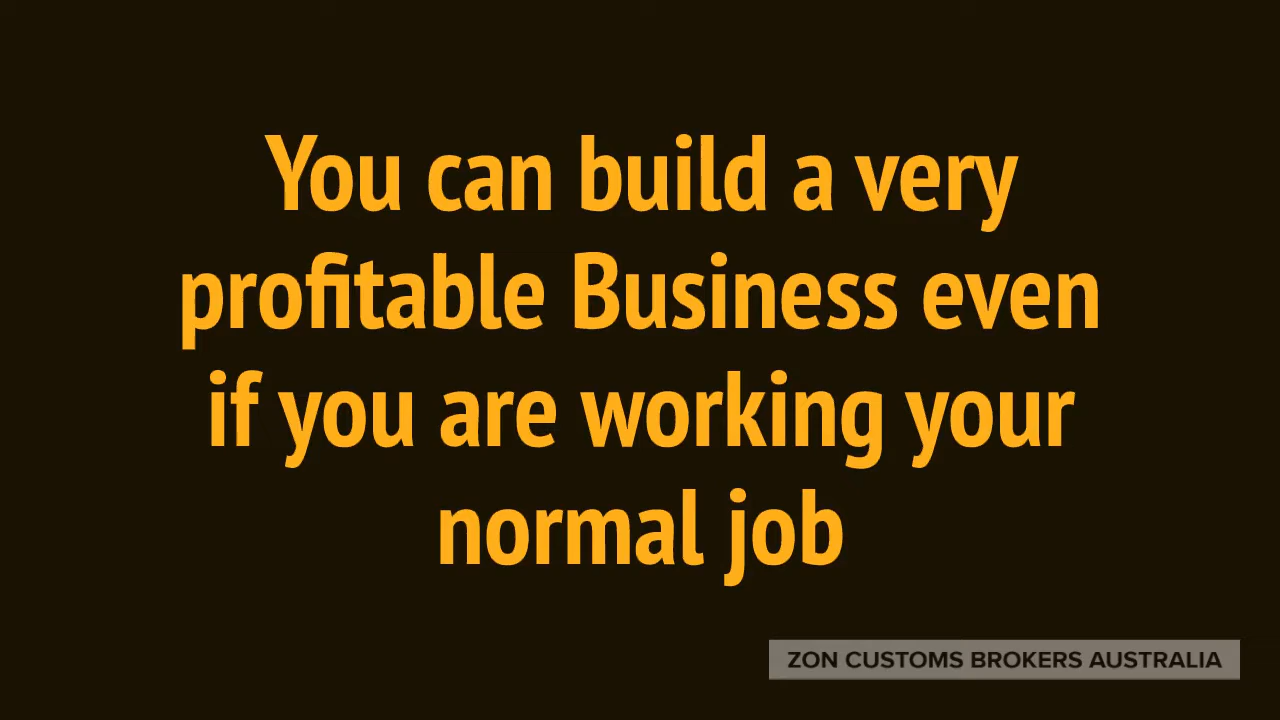 You can build a very
profitable Business even
if you are working your
normal job
ZON CUSTOMS BROKERS AUSTRALIA